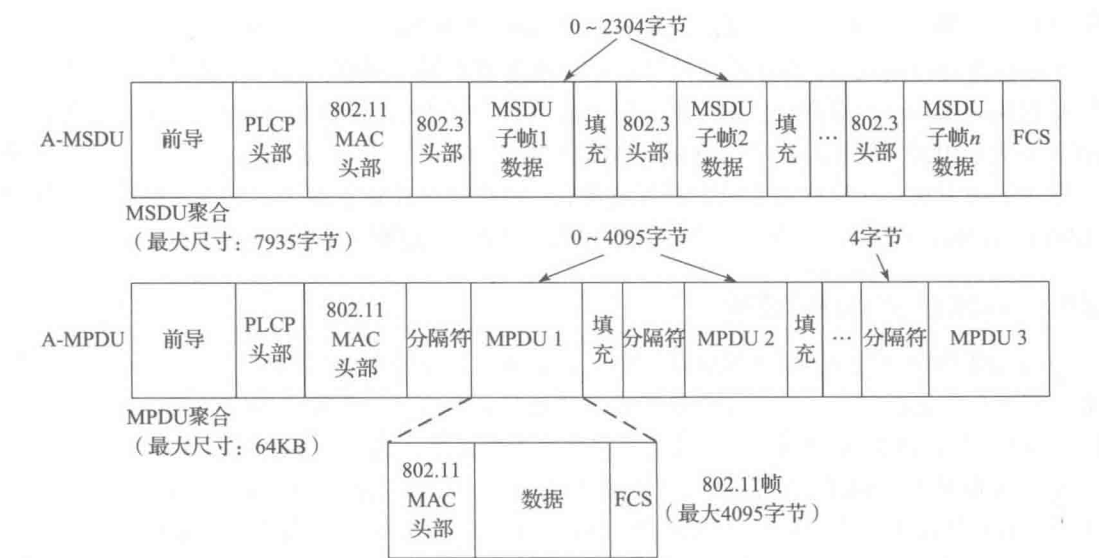 0～2304字节
A-MSDU
前导
PLCP
头部
802.11
MAC
头部
802.3
头部
MSDU
子帧1
数据
填
充
802.3
头部
MSDU
子帧2
数据
填
充
…
802.3
头部
MSDU
子帧n
数据
FCS
MSDU聚合
（最大尺寸：7935字节）
0～4095字节
4字节
A-MPDU
前导
PLCP
头部
802.11
MAC
头部
分隔符
MPDU 1
填
充
分隔符
MPDU 2
填
充
…
分隔符
MPDU 3
MPDU聚合
（最大尺寸：64KB）
802.11
MAC
头部
数据
FCS
802.11帧
（最大4095字节）